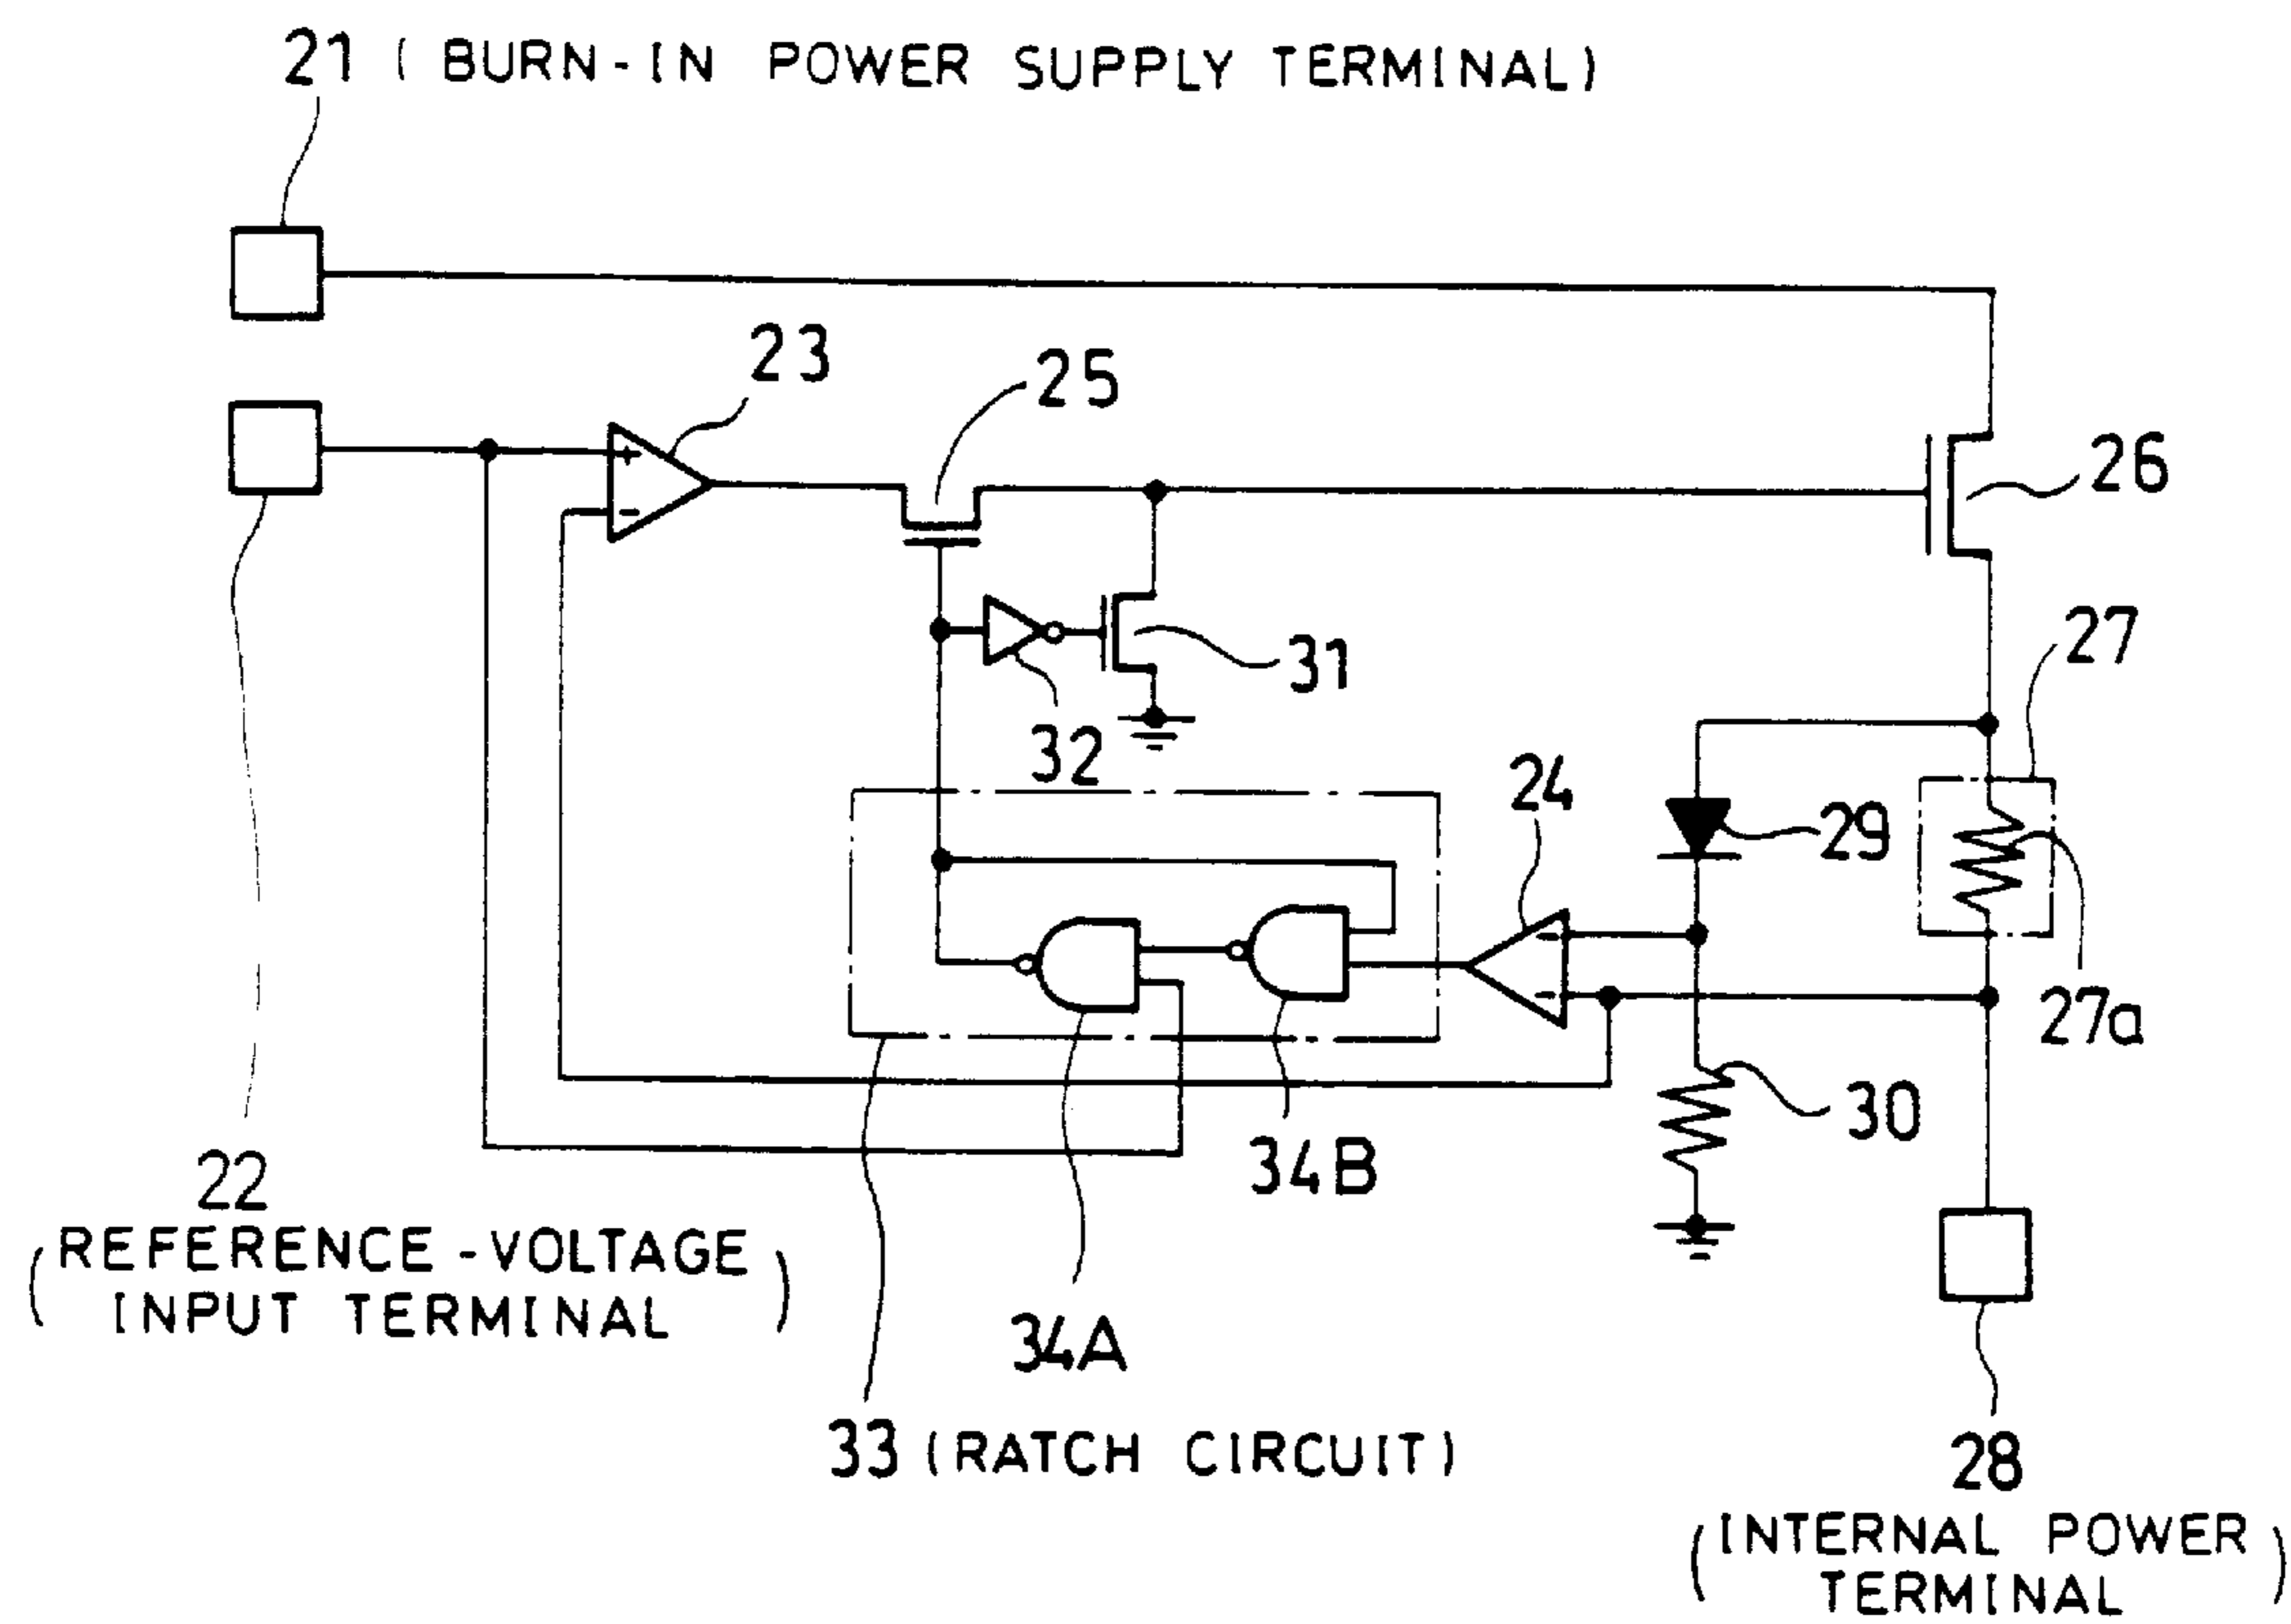 21 ( BURN-IN POWER SUPPLY TERMINAL)
23
25
26
+
-
27
31
32
24
29
-
-
27a
30
34B
22
(REFERENCE-VOLTAGE
INPUT TERMINAL)
34A
33 (RATCH CIRCUIT)
28
(INTERNAL POWER
TERMINAL)